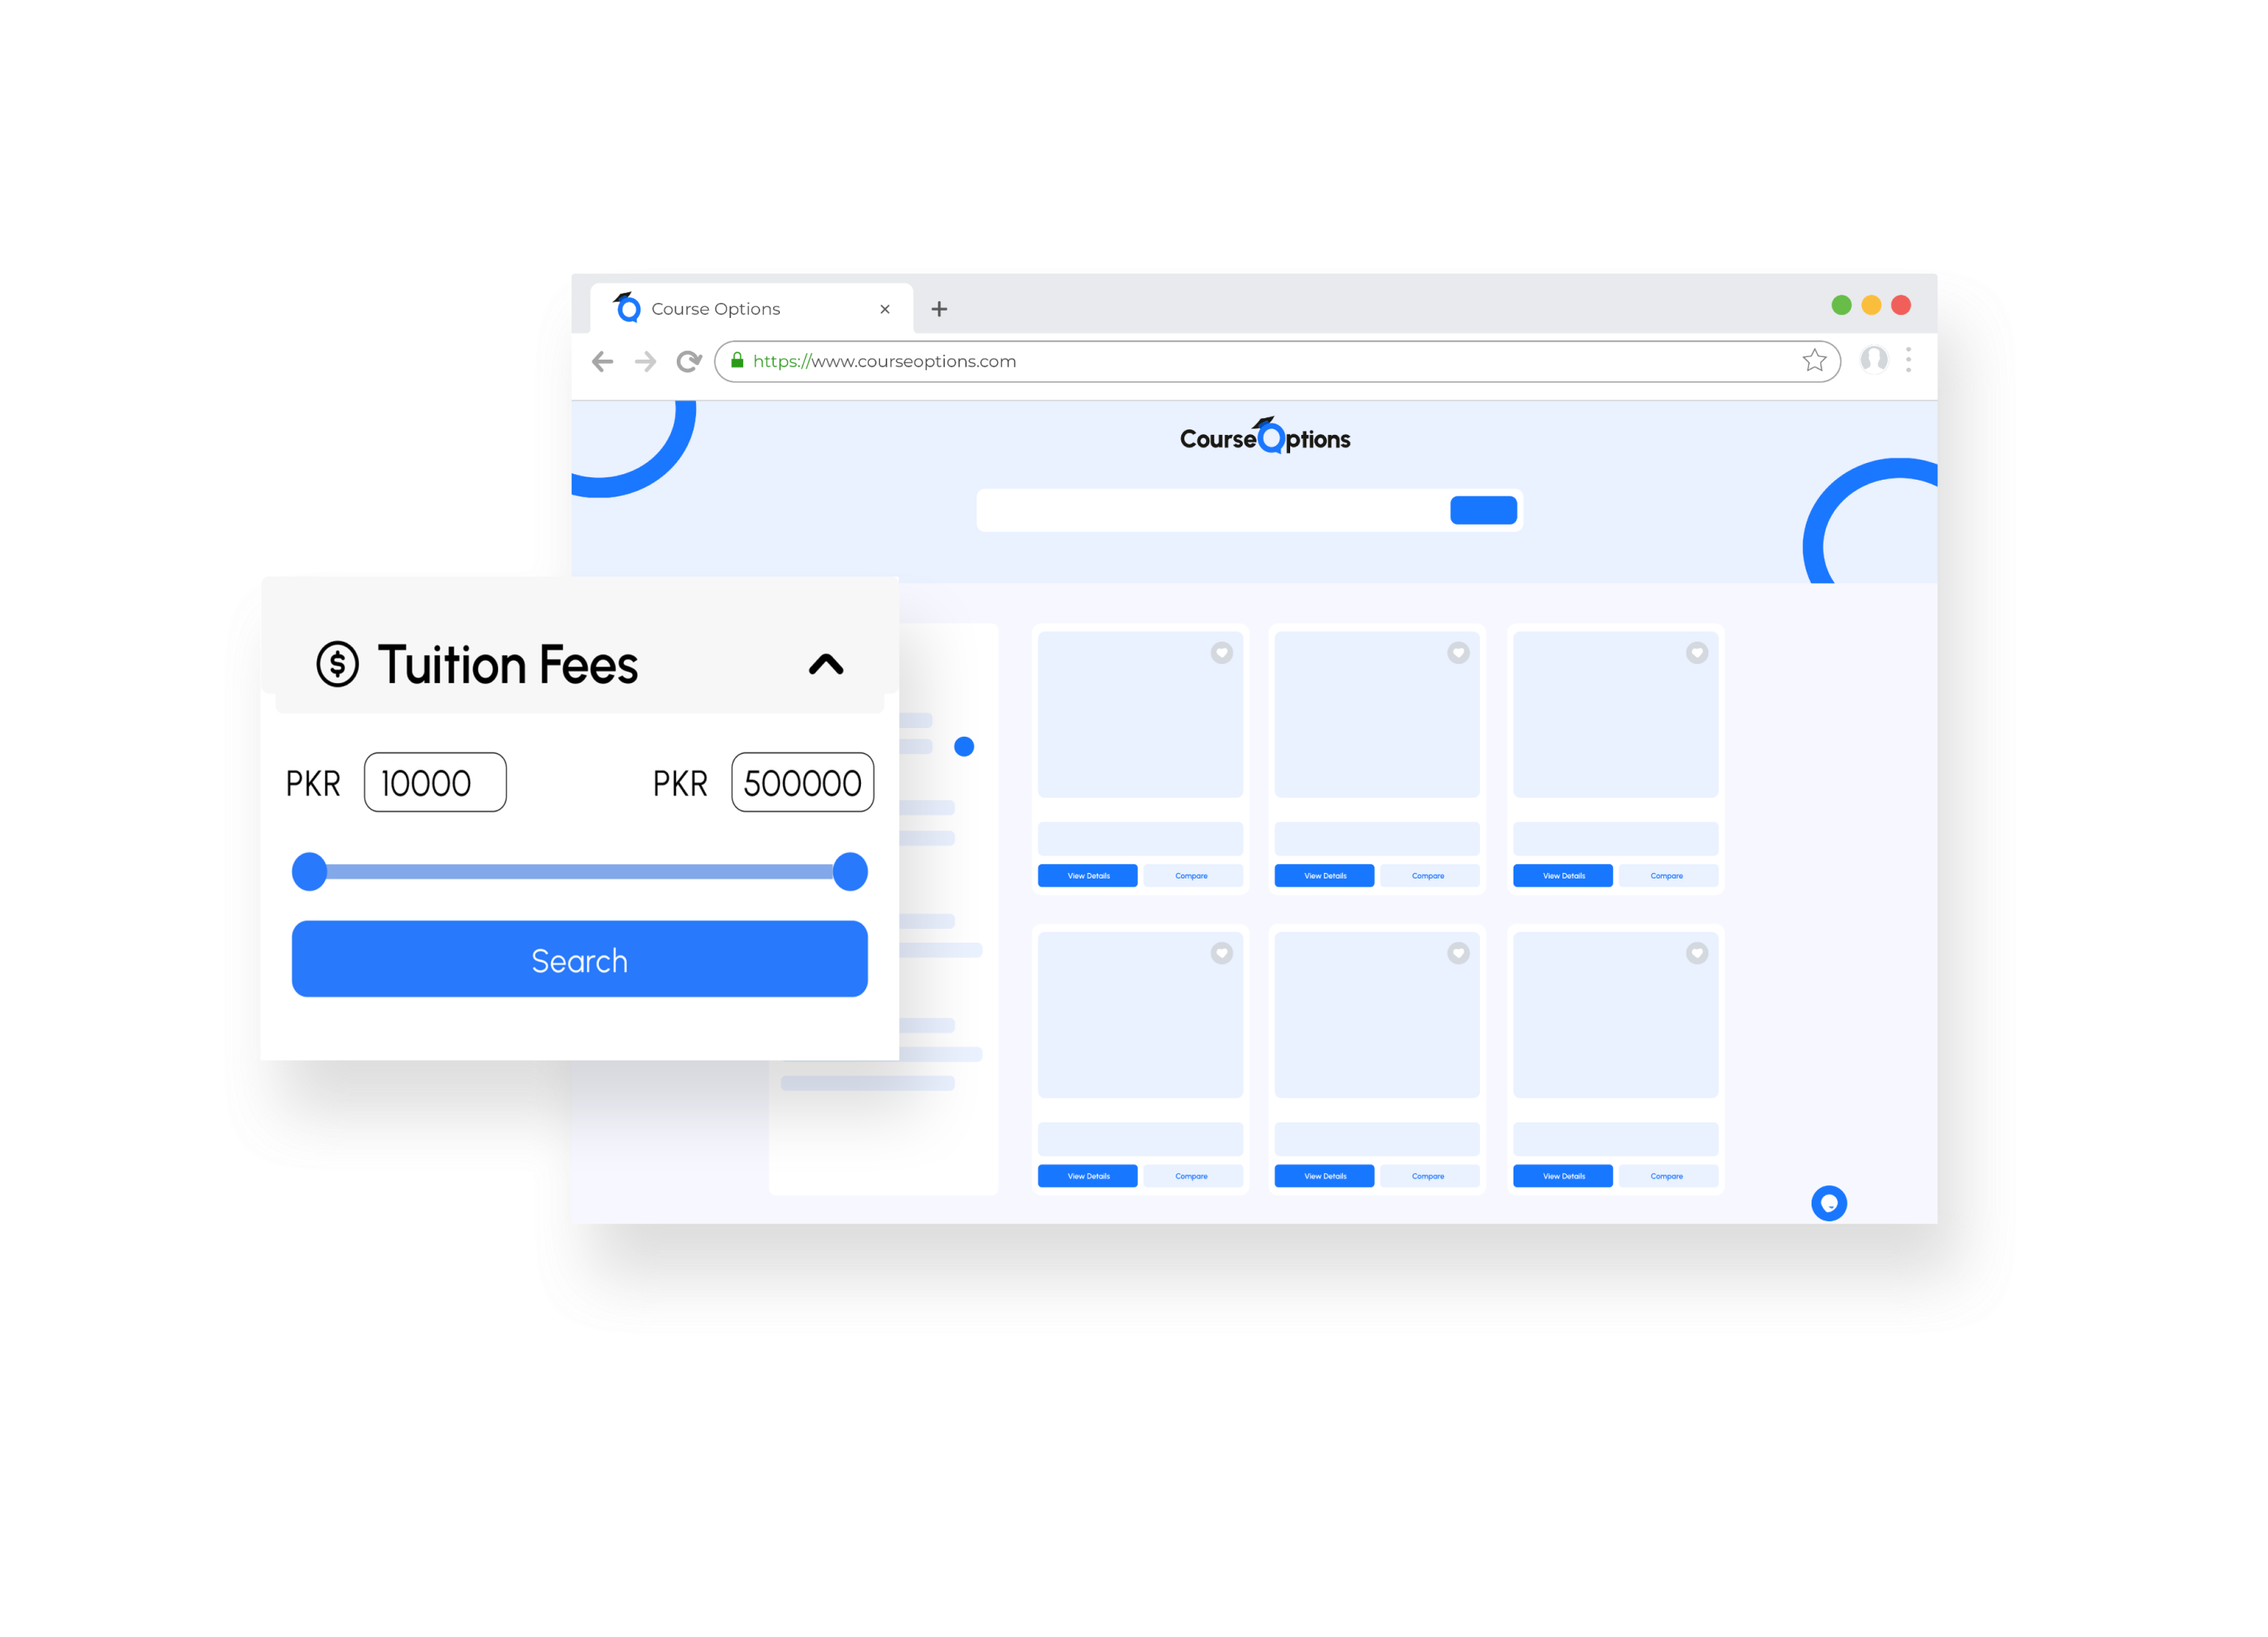 Course Options
https://www.courseoptions.com
CourseOptions
Tuition Fees
PKR 10000 PKR 500000
Search
View Details Compare View Details Compare View Details Compare
View Details Compare View Details Compare View Details Compare